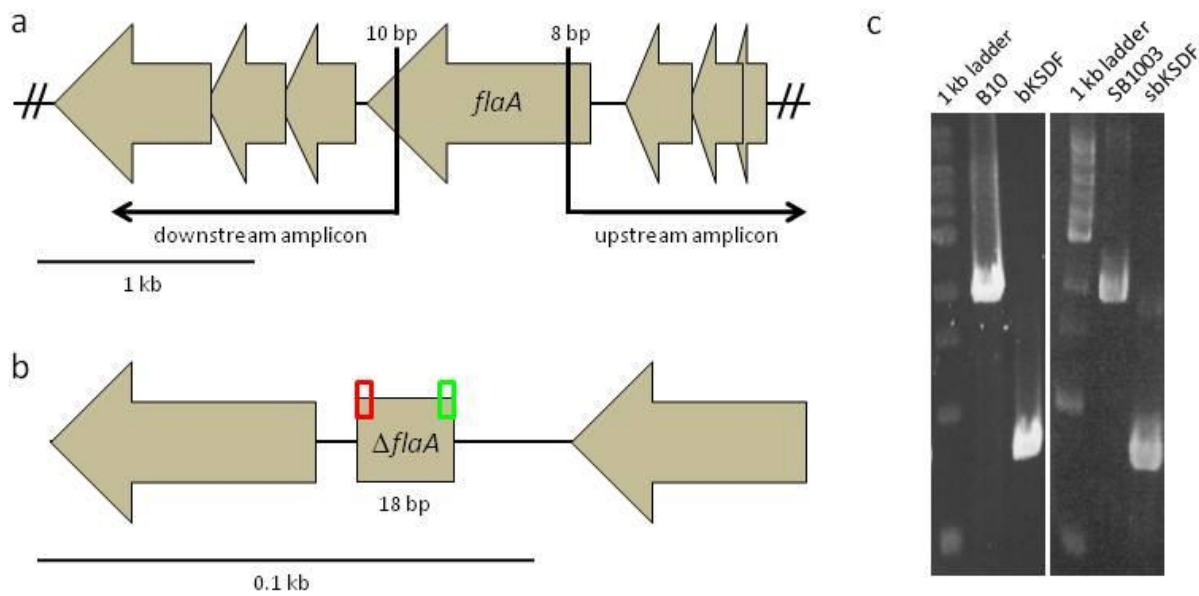 a
10 bp
8 bp
flaA
downstream amplicon
upstream amplicon
1 kb
b
ΔflaA
18 bp
0.1 kb
c
1 kb ladder
B10
bKSDF
1 kb ladder
SB1003
sbKSDF